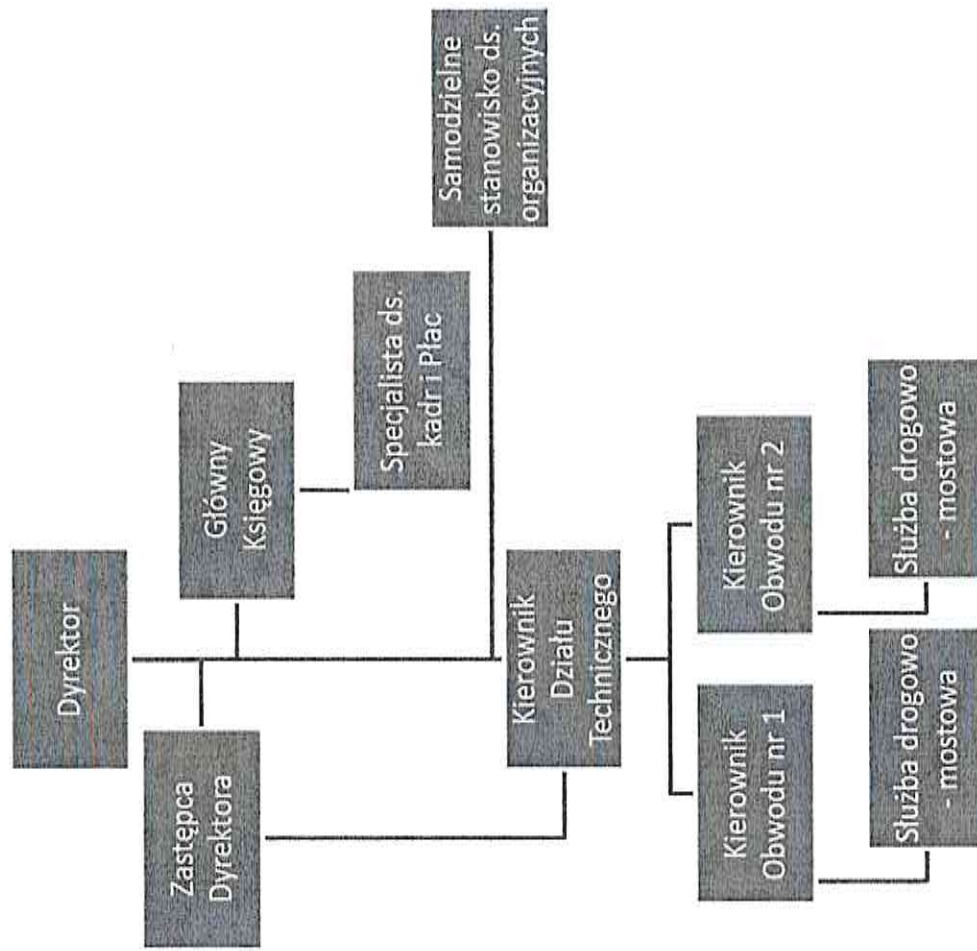 Dyrektor
Zastępca
Dyrektora
Główny
Księgowy
Specjalista ds.
kadr i Płac
Samodzielne
stanowisko ds.
organizacyjnych
Kierownik
Działu
Technicznego
Kierownik
Obwodu nr 1
Kierownik
Obwodu nr 2
Służba drogowo
- mostowa
Służba drogowo
- mostowa